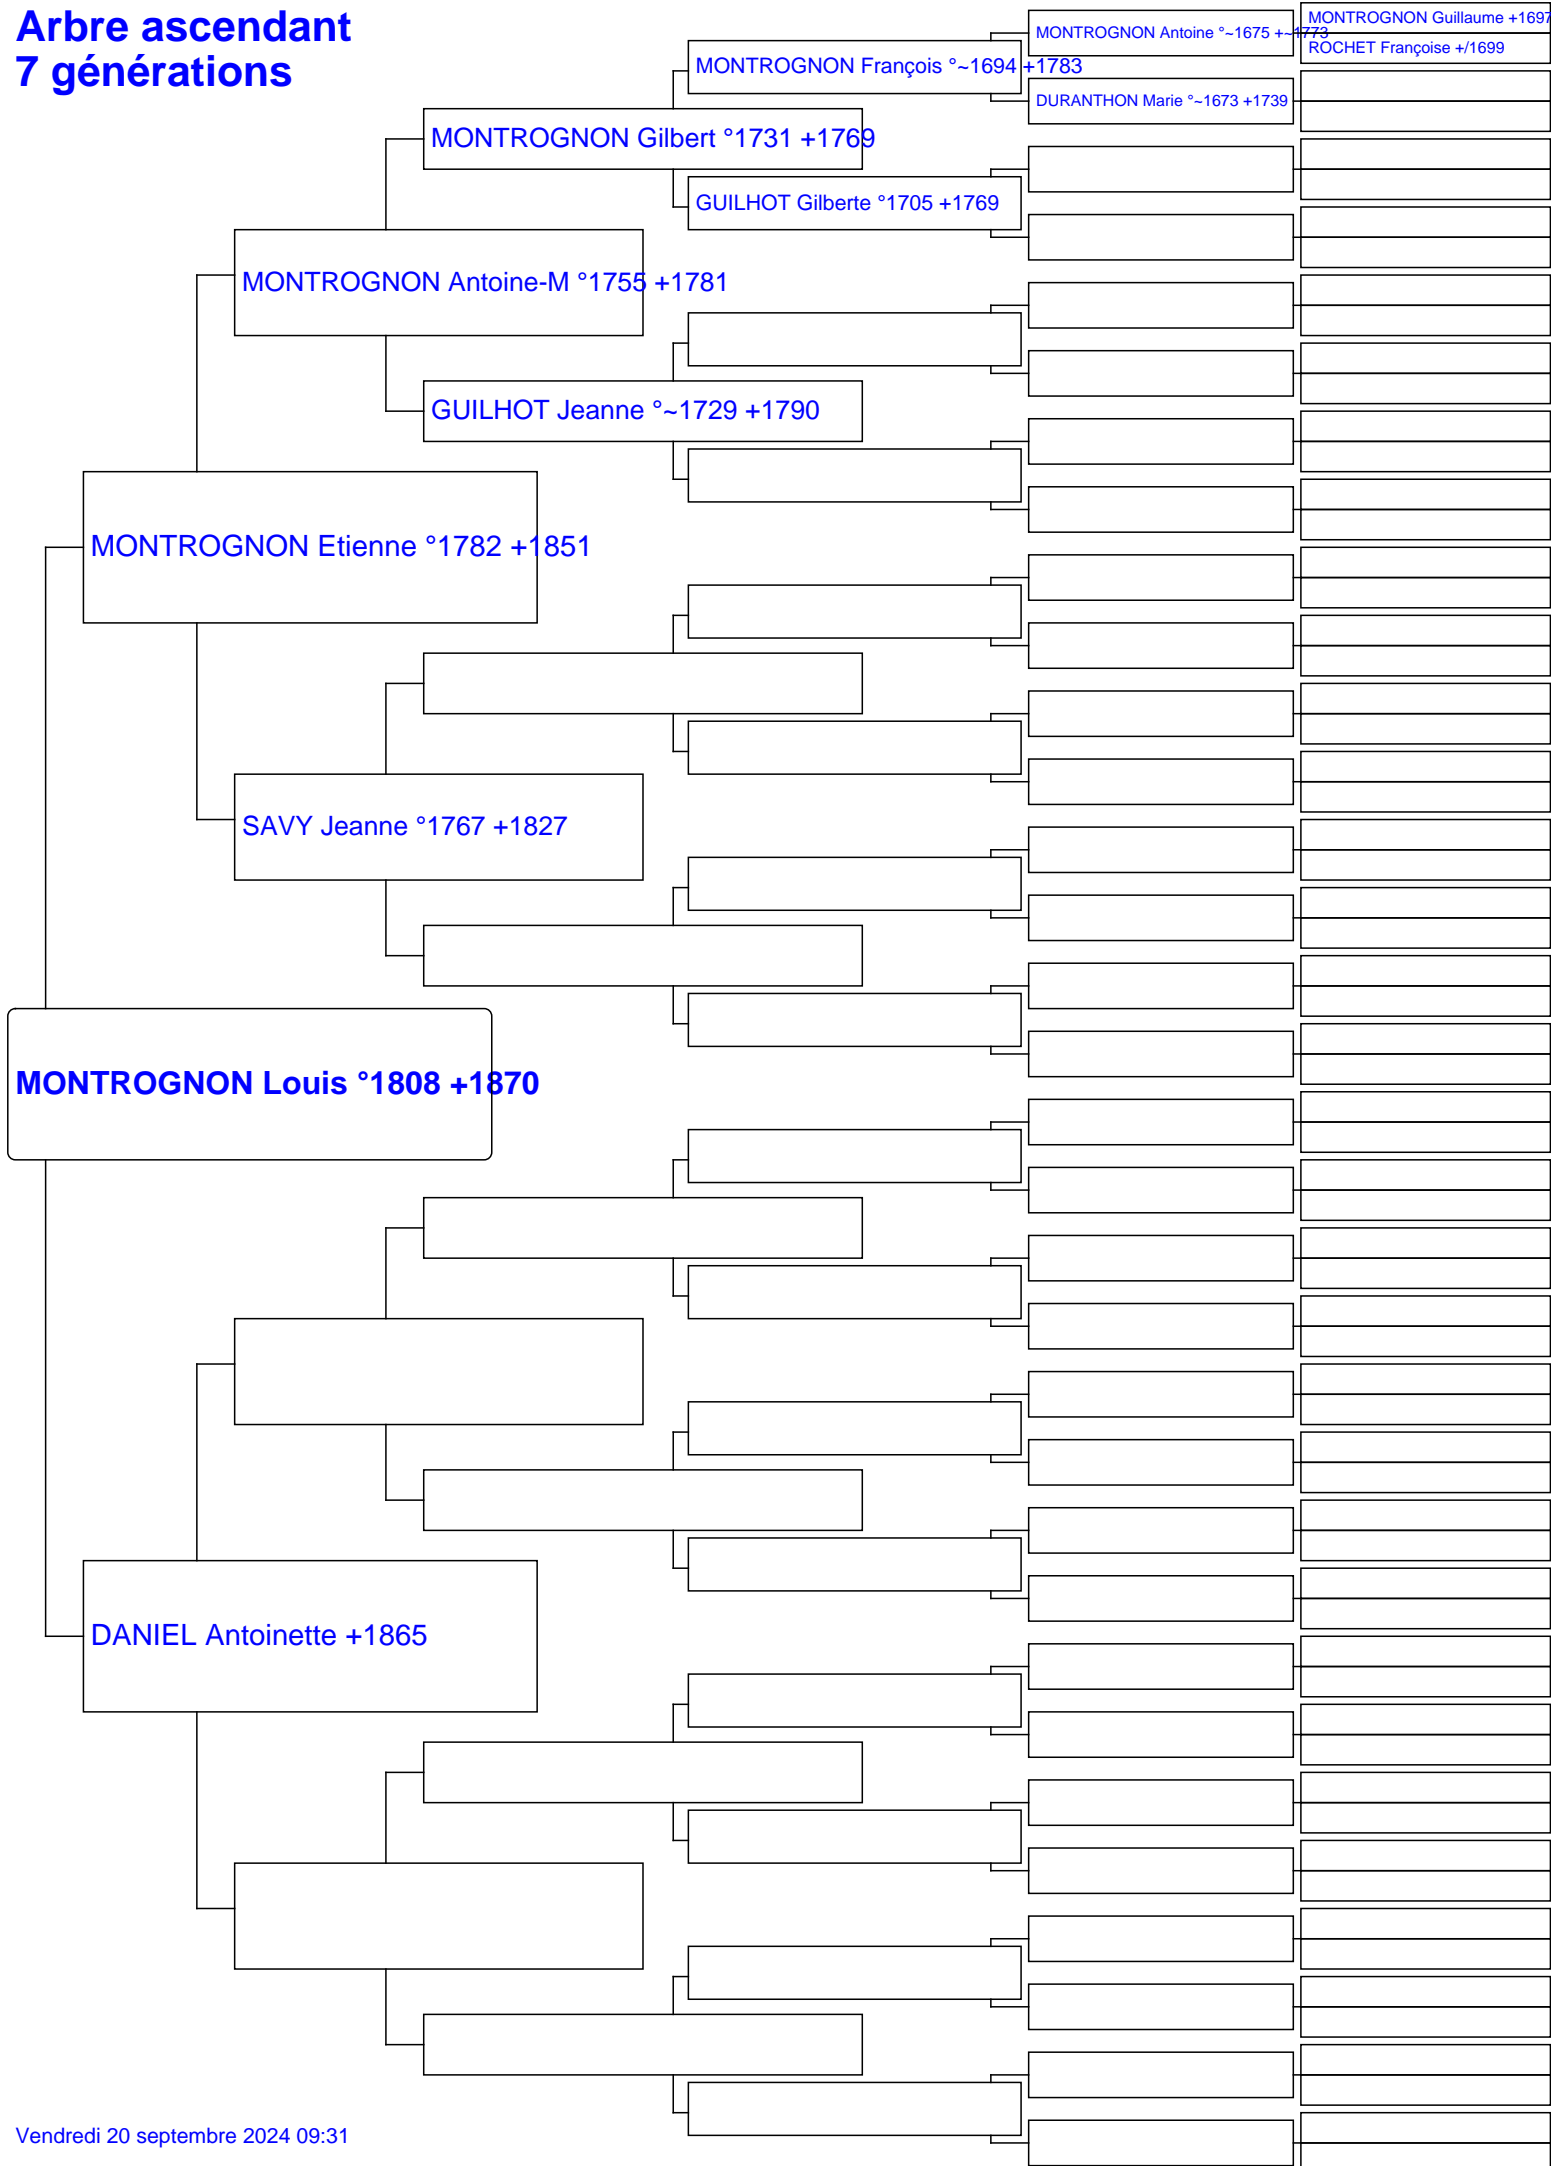 Arbre ascendant
7 générations
MONTROGNON Guillaume +1697
MONTROGNON Antoine °~1675 +~1773
ROCHET Françoise +/1699
MONTROGNON François °~1694 +1783
DURANTHON Marie °~1673 +1739
MONTROGNON Gilbert °1731 +1769
GUILHOT Gilberte °1705 +1769
MONTROGNON Antoine-M °1755 +1781
GUILHOT Jeanne °~1729 +1790
MONTROGNON Etienne °1782 +1851
SAVY Jeanne °1767 +1827
MONTROGNON Louis °1808 +1870
DANIEL Antoinette +1865
Vendredi 20 septembre 2024 09:31